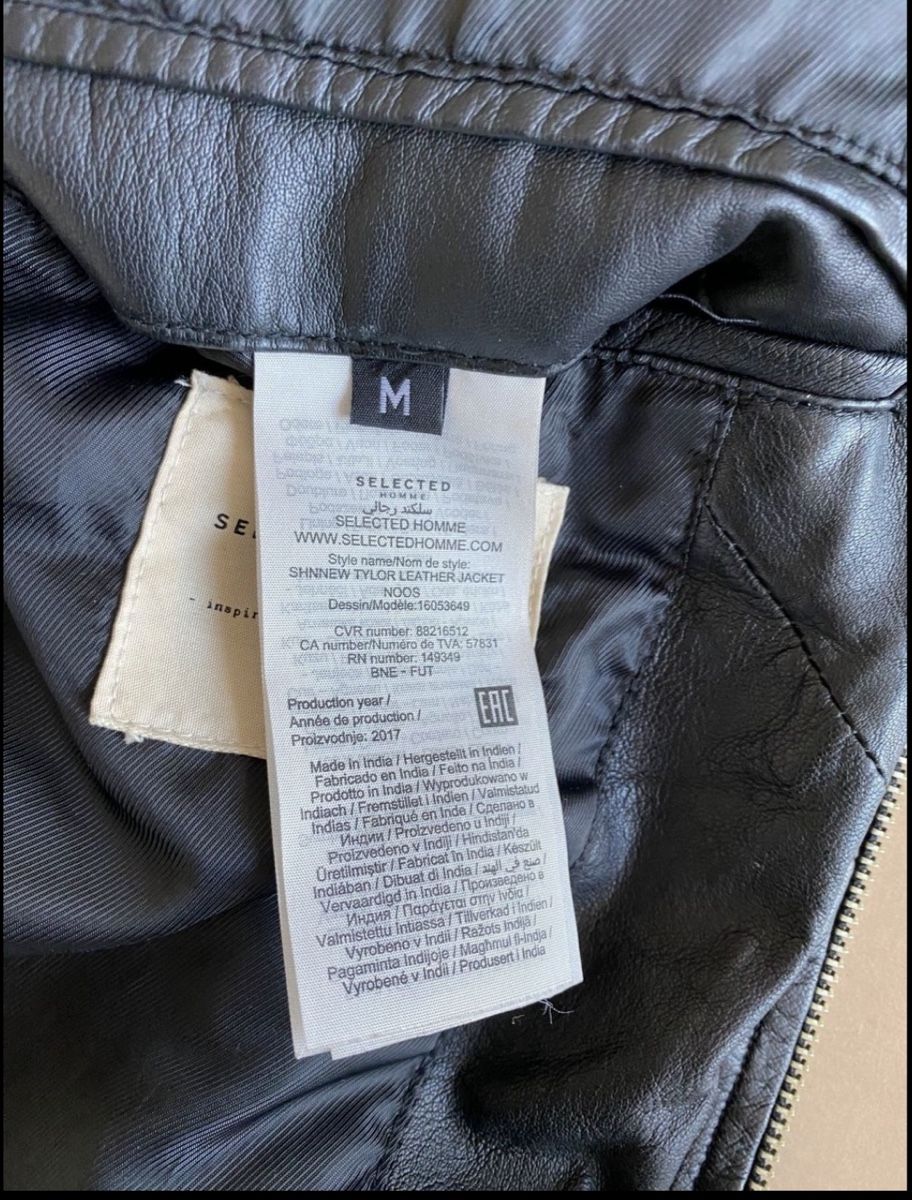 M
SELECTED
HOMME
سلكتد رجالي
SELECTED HOMME
WWW.SELECTEDHOMME.COM
Style name/Nom de style:
SHNNEW TYLOR LEATHER JACKET
NOOS
Dessin/Modèle:16053649
CVR number: 88216512
CA number/Numéro de TVA: 57831
RN number: 149349
BNE - FUT
Production year /
Année de production /
Proizvodnje: 2017
EAC
Made in India / Hergestellt in Indien /
Fabricado en India / Feito na Índia /
Prodotto in India / Wyprodukowano w
Indiach / Fremstillet i Indien / Valmistatud
Indias / Fabriqué en Inde / Сделано в
Индии / Proizvedeno u Indiji /
Proizvedeno v Indiji / Hindistan'da
Üretilmiştir / Fabricat în India / Készült
Indiában / Dibuat di India / صنع في الهند /
Vervaardigd in India / Произведено в
Индия / Παράγεται στην Ινδία /
Valmistettu Intiassa / Tillverkad i Indien /
Vyrobeno v Indii / Ražots Indijā /
Pagaminta Indijoje / Maghmul fl-Indja /
Vyrobené v Indii / Produsert i India
SE
- inspir